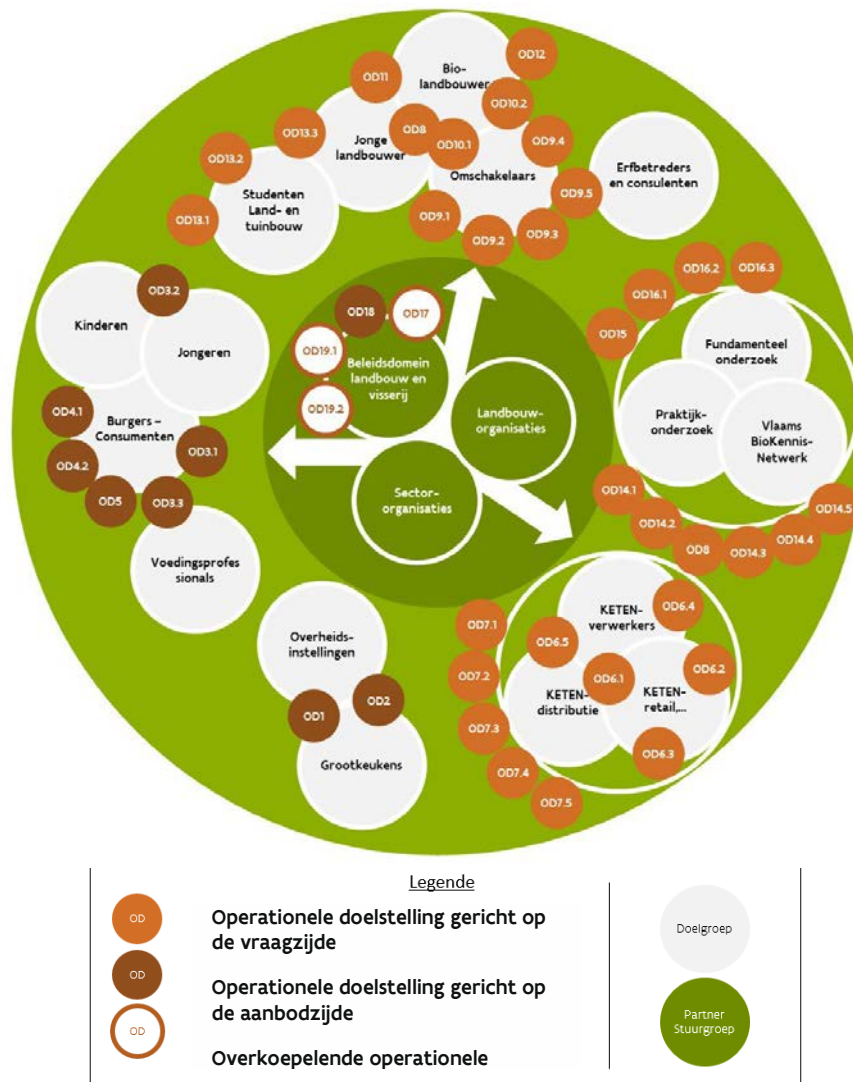 OD12
Bio-
landbouwer
OD11
OD10.2
OD13.3
OD8
Jonge
landbouwer
OD10.1
OD9.4
OD13.2
Omschakelaars
Erfbetreders
en consulenten
Studenten
Land- en
tuinbouw
OD9.5
OD13.1
OD9.1
OD9.2
OD9.3
OD3.2
Kinderen
Jongeren
OD4.1
Burgers –
Consumenten
OD3.1
OD4.2
OD5
OD3.3
Voedingsprofes
sionals
OD18
OD17
OD19.1
Beleidsdomein
landbouw en
visserij
OD19.2
Landbouw-
organisaties
Sector-
organisaties
OD16.2
OD16.3
OD16.1
OD15
Fundamenteel
onderzoek
Praktijk-
onderzoek
Vlaams
BioKennis-
Netwerk
OD14.1
OD14.2
OD8
OD14.3
OD14.4
OD14.5
Overheids-
instellingen
OD1
OD2
Grootkeukens
OD7.1
OD7.2
OD7.3
OD7.4
OD7.5
KETEN-
verwerkers
OD6.4
OD6.5
OD6.1
OD6.2
KETEN-
distributie
KETEN-
retail,...
OD6.3
Legende
OD
Operationele doelstelling gericht op
de vraagzijde
OD
Operationele doelstelling gericht op
de aanbodzijde
OD
Overkoepelende operationele
Doelgroep
Partner
Stuurgroep